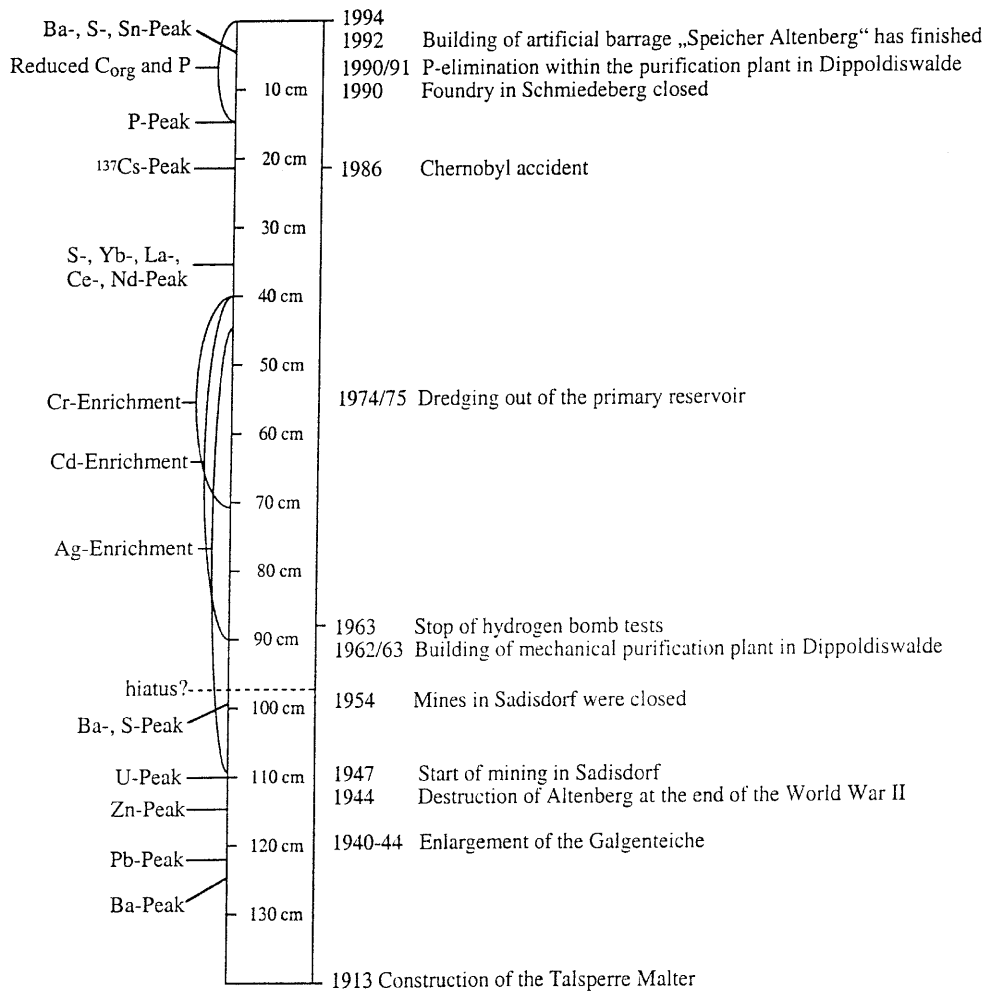 Ba-, S-, Sn-Peak
Reduced Corg and P
P-Peak
137Cs-Peak
S-, Yb-, La-,
Ce-, Nd-Peak
Cr-Enrichment
Cd-Enrichment
Ag-Enrichment
hiatus?
Ba-, S-Peak
U-Peak
Zn-Peak
Pb-Peak
Ba-Peak
10 cm
20 cm
30 cm
40 cm
50 cm
60 cm
70 cm
80 cm
90 cm
100 cm
110 cm
120 cm
130 cm
1994
1992 Building of artificial barrage „Speicher Altenberg“ has finished
1990/91 P-elimination within the purification plant in Dippoldiswalde
1990 Foundry in Schmiedeberg closed
1986 Chernobyl accident
1974/75 Dredging out of the primary reservoir
1963 Stop of hydrogen bomb tests
1962/63 Building of mechanical purification plant in Dippoldiswalde
1954 Mines in Sadisdorf were closed
1947 Start of mining in Sadisdorf
1944 Destruction of Altenberg at the end of the World War II
1940-44 Enlargement of the Galgenteiche
1913 Construction of the Talsperre Malter